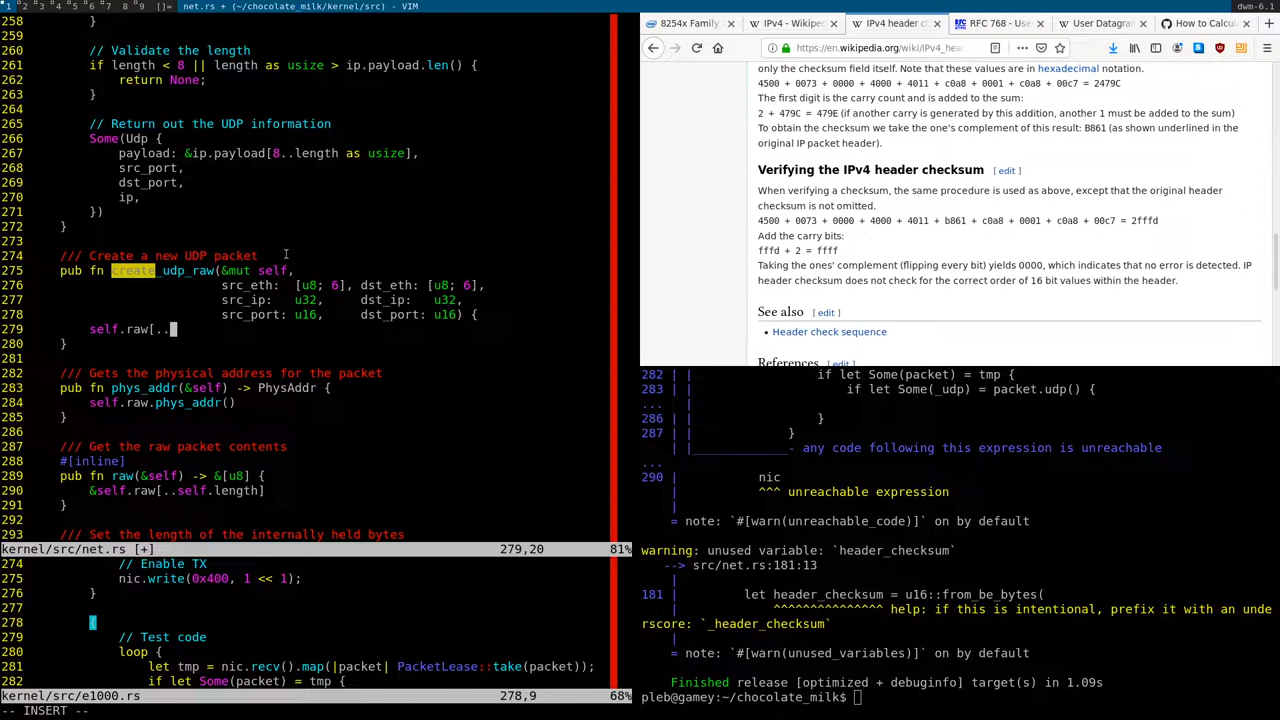 1 2 3 4 5 6 7 8 9 []= net.rs + (~/chocolate_milk/kernel/src) - VIM
dwm-6.1
258         }
259
260         // Validate the length
261         if length < 8 || length as usize > ip.payload.len() {
262             return None;
263         }
264
265         // Return out the UDP information
266         Some(Udp {
267             payload: &ip.payload[8..length as usize],
268             src_port,
269             dst_port,
270             ip,
271         })
272     }
273
274     /// Create a new UDP packet
275     pub fn create_udp_raw(&mut self,
276                           src_eth:  [u8; 6], dst_eth: [u8; 6],
277                           src_ip:   u32,     dst_ip:   u32,
278                           src_port: u16,     dst_port: u16) {
279         self.raw[..
280     }
281
282     /// Gets the physical address for the packet
283     pub fn phys_addr(&self) -> PhysAddr {
284         self.raw.phys_addr()
285     }
286
287     /// Get the raw packet contents
288     #[inline]
289     pub fn raw(&self) -> &[u8] {
290         &self.raw[..self.length]
291     }
292
293     /// Set the length of the internally held bytes
kernel/src/net.rs [+] 279,20 81%
274             // Enable TX
275             nic.write(0x400, 1 << 1);
276         }
277
278         {
279             // Test code
280             loop {
281                 let tmp = nic.recv().map(|packet| PacketLease::take(packet));
282                 if let Some(packet) = tmp {
kernel/src/e1000.rs 278,9 68%
-- INSERT --
8254x Family
IPv4 - Wikiped
IPv4 header c
RFC 768 - Use
User Datagram
How to Calcul
https://en.wikipedia.org/wiki/IPv4_hea
only the checksum field itself. Note that these values are in hexadecimal notation.
4500 + 0073 + 0000 + 4000 + 4011 + c0a8 + 0001 + c0a8 + 00c7 = 2479C
The first digit is the carry count and is added to the sum:
2 + 479C = 479E (if another carry is generated by this addition, another 1 must be added to the sum)
To obtain the checksum we take the one's complement of this result: B861 (as shown underlined in the
original IP packet header).
Verifying the IPv4 header checksum [ edit ]
When verifying a checksum, the same procedure is used as above, except that the original header
checksum is not omitted.
4500 + 0073 + 0000 + 4000 + 4011 + b861 + c0a8 + 0001 + c0a8 + 00c7 = 2fffd
Add the carry bits:
fffd + 2 = ffff
Taking the ones' complement (flipping every bit) yields 0000, which indicates that no error is detected. IP
header checksum does not check for the correct order of 16 bit values within the header.
See also [ edit ]
• Header check sequence
References [ edit ]
282 | |                 if let Some(packet) = tmp {
283 | |                     if let Some(_udp) = packet.udp() {
...   |
286 | |                 }
287 | |             }
    | |_____________- any code following this expression is unreachable
...
290 |         nic
    |         ^^^ unreachable expression
    |
    = note: `#[warn(unreachable_code)]` on by default
warning: unused variable: `header_checksum`
   --> src/net.rs:181:13
    |
181 |         let header_checksum = u16::from_be_bytes(
    |             ^^^^^^^^^^^^^^^ help: if this is intentional, prefix it with an unde
rscore: `_header_checksum`
    |
    = note: `#[warn(unused_variables)]` on by default
    Finished release [optimized + debuginfo] target(s) in 1.09s
pleb@gamey:~/chocolate_milk$